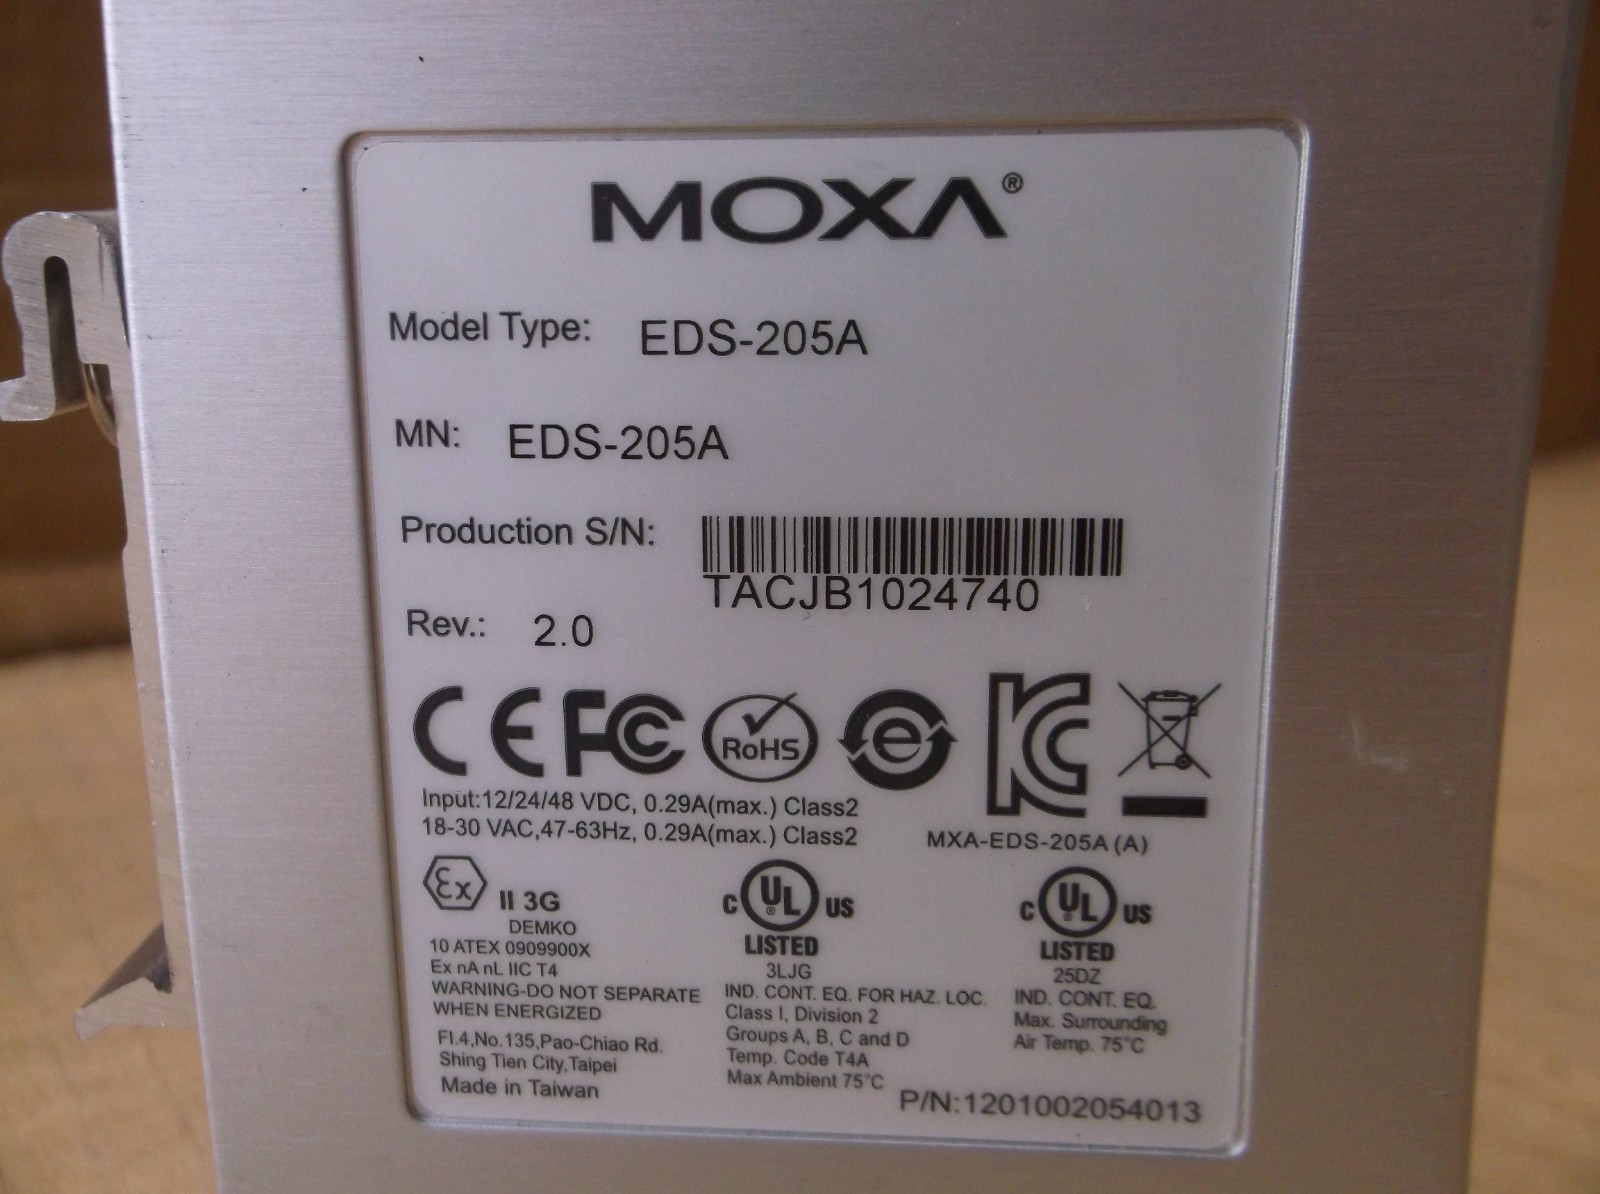 MOXA®
Model Type: EDS-205A
MN: EDS-205A
Production S/N:
TACJB1024740
Rev.: 2.0
CE FC RoHS e KC
Input:12/24/48 VDC, 0.29A(max.) Class2
18-30 VAC,47-63Hz, 0.29A(max.) Class2
MXA-EDS-205A (A)
Ex II 3G
DEMKO
10 ATEX 0909900X
Ex nA nL IIC T4
WARNING-DO NOT SEPARATE
WHEN ENERGIZED
Fl.4,No.135,Pao-Chiao Rd.
Shing Tien City,Taipei
Made in Taiwan
C UL® US
LISTED
3LJG
IND. CONT. EQ. FOR HAZ. LOC.
Class I, Division 2
Groups A, B, C and D
Temp. Code T4A
Max Ambient 75°C
C UL® US
LISTED
25DZ
IND. CONT. EQ.
Max. Surrounding
Air Temp. 75°C
P/N:1201002054013